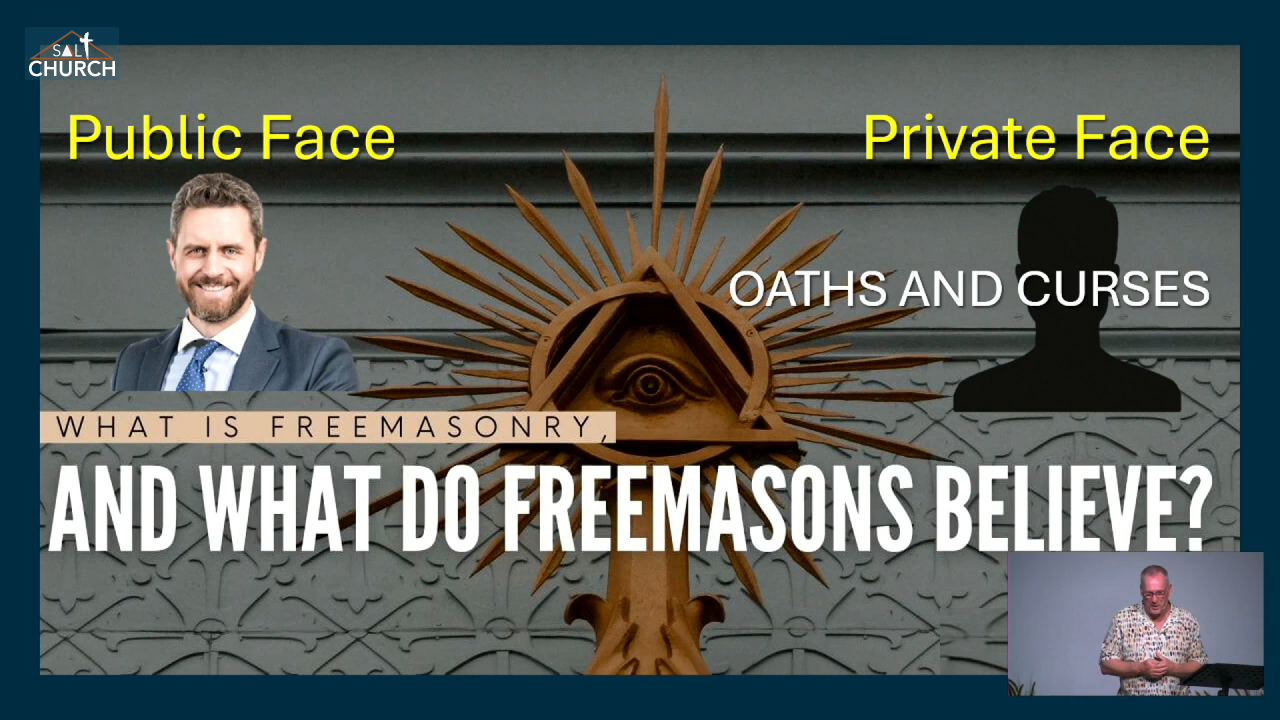 SALT
CHURCH
Public Face
Private Face
OATHS AND CURSES
WHAT IS FREEMASONRY,
AND WHAT DO FREEMASONS BELIEVE?